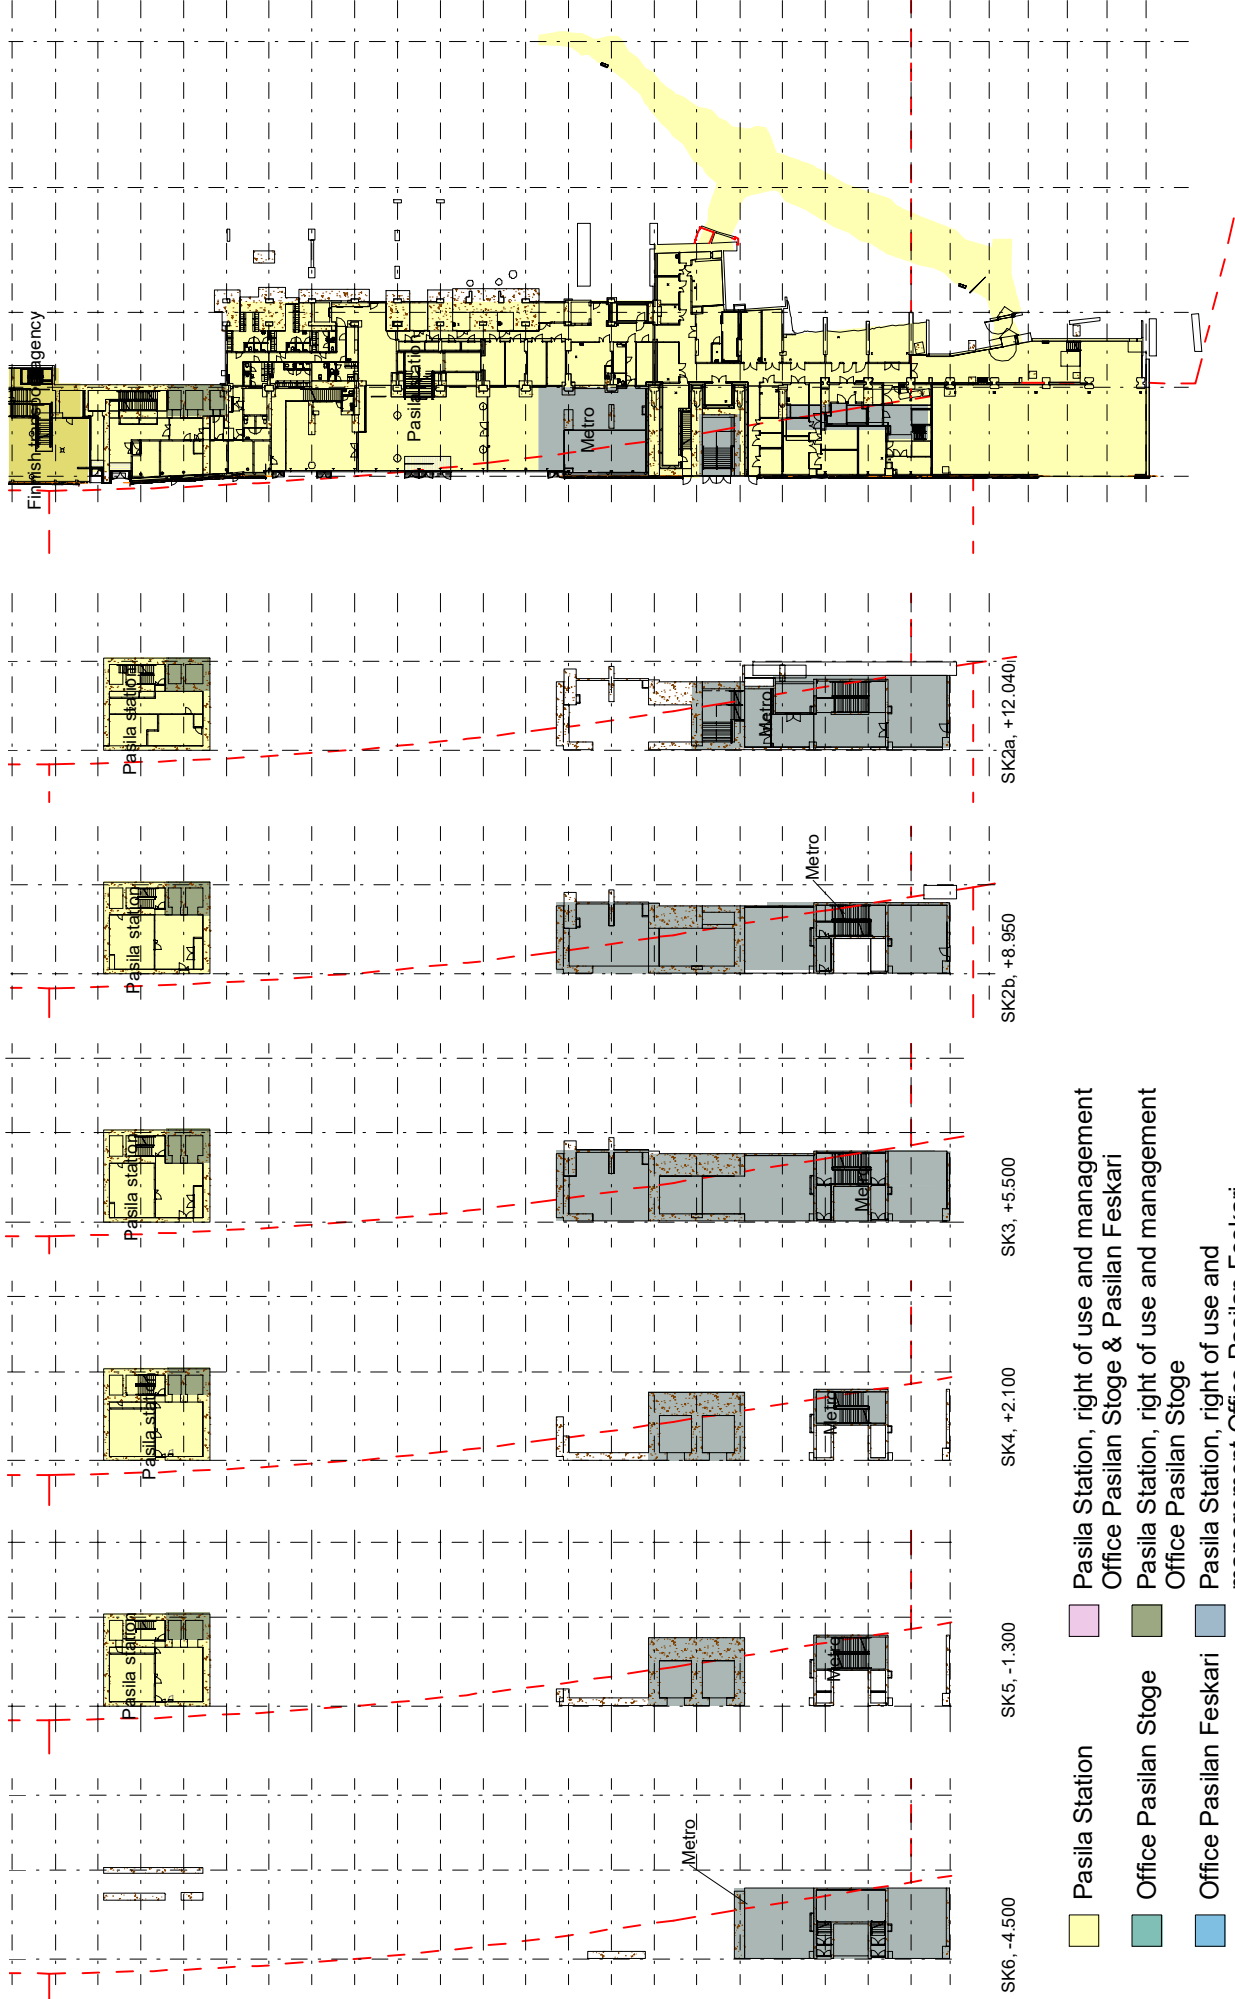 Finnish transport agency
Pasila station
Metro
Pasila station
Metro
SK2a, +12.040
Pasila station
Metro
SK2b, +8.950
Pasila station
Metro
SK3, +5.500
Pasila station
Metro
SK4, +2.100
Pasila station
Metro
SK5, -1.300
Metro
SK6, -4.500
Pasila Station
Office Pasilan Stoge
Office Pasilan Feskari
Pasila Station, right of use and management
Office Pasilan Stoge & Pasilan Feskari
Pasila Station, right of use and management
Office Pasilan Stoge
Pasila Station, right of use and
management Office Pasilan Feskari